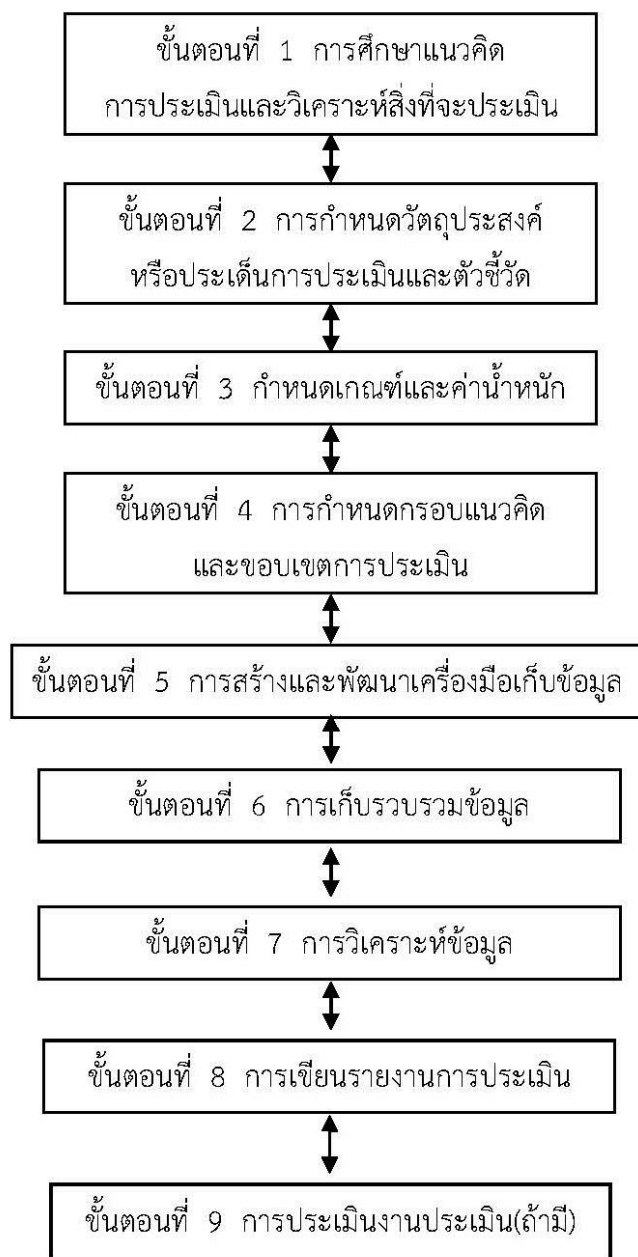 ขั้นตอนที่ 1 การศึกษาแนวคิด
การประเมินและวิเคราะห์สิ่งที่จะประเมิน
ขั้นตอนที่ 2 การกำหนดวัตถุประสงค์
หรือประเด็นการประเมินและตัวชี้วัด
ขั้นตอนที่ 3 กำหนดเกณฑ์และค่าน้ำหนัก
ขั้นตอนที่ 4 การกำหนดกรอบแนวคิด
และขอบเขตการประเมิน
ขั้นตอนที่ 5 การสร้างและพัฒนาเครื่องมือเก็บข้อมูล
ขั้นตอนที่ 6 การเก็บรวบรวมข้อมูล
ขั้นตอนที่ 7 การวิเคราะห์ข้อมูล
ขั้นตอนที่ 8 การเขียนรายงานการประเมิน
ขั้นตอนที่ 9 การประเมินงานประเมิน(ถ้ามี)